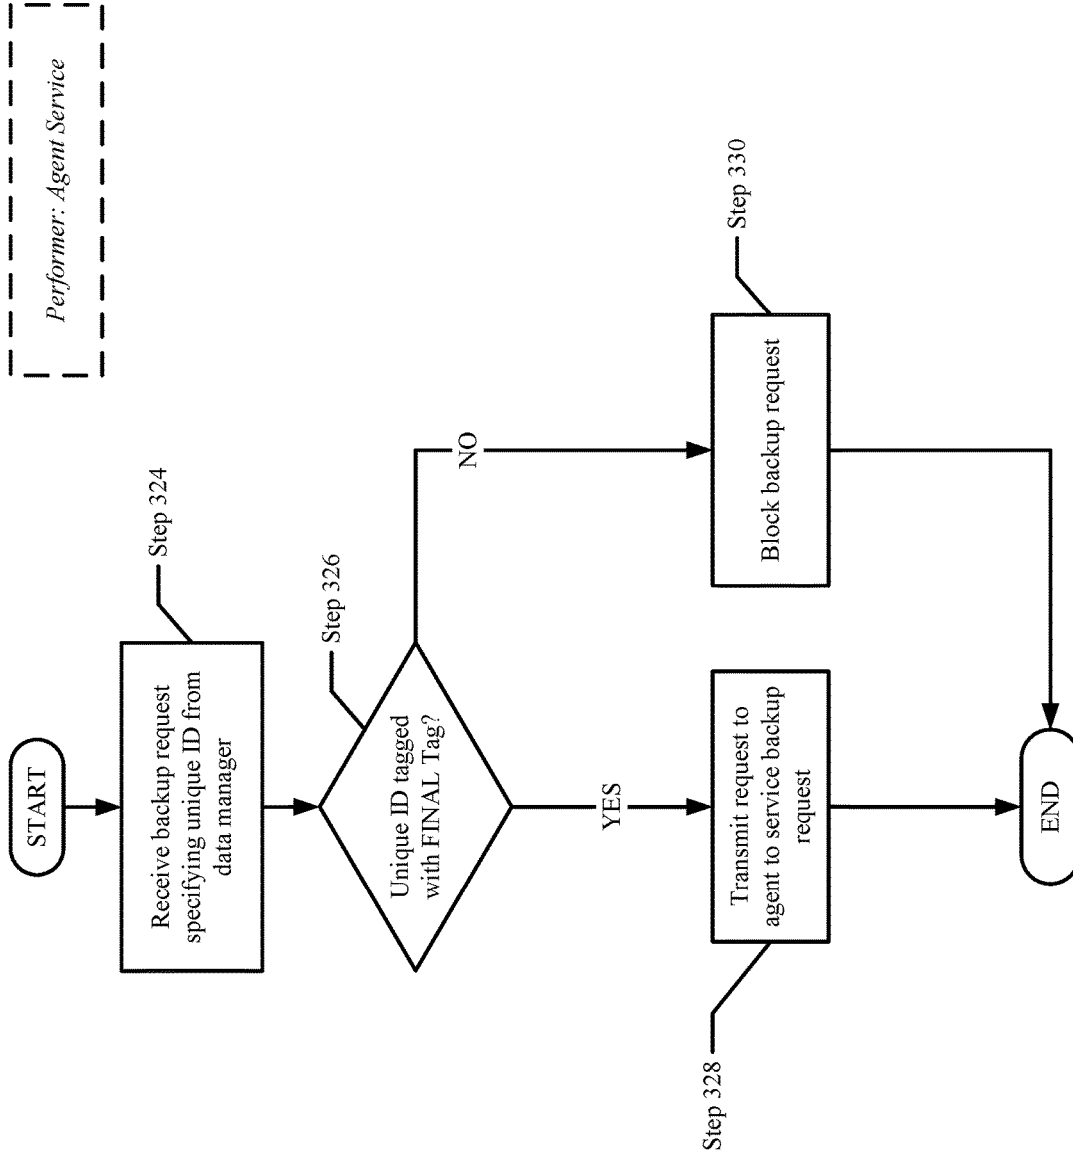 Performer: Agent Service
START
Receive backup request
specifying unique ID from
data manager
Step 324
Unique ID tagged
with FINAL Tag?
Step 326
YES
NO
Transmit request to
agent to service backup
request
Step 328
Block backup request
Step 330
END